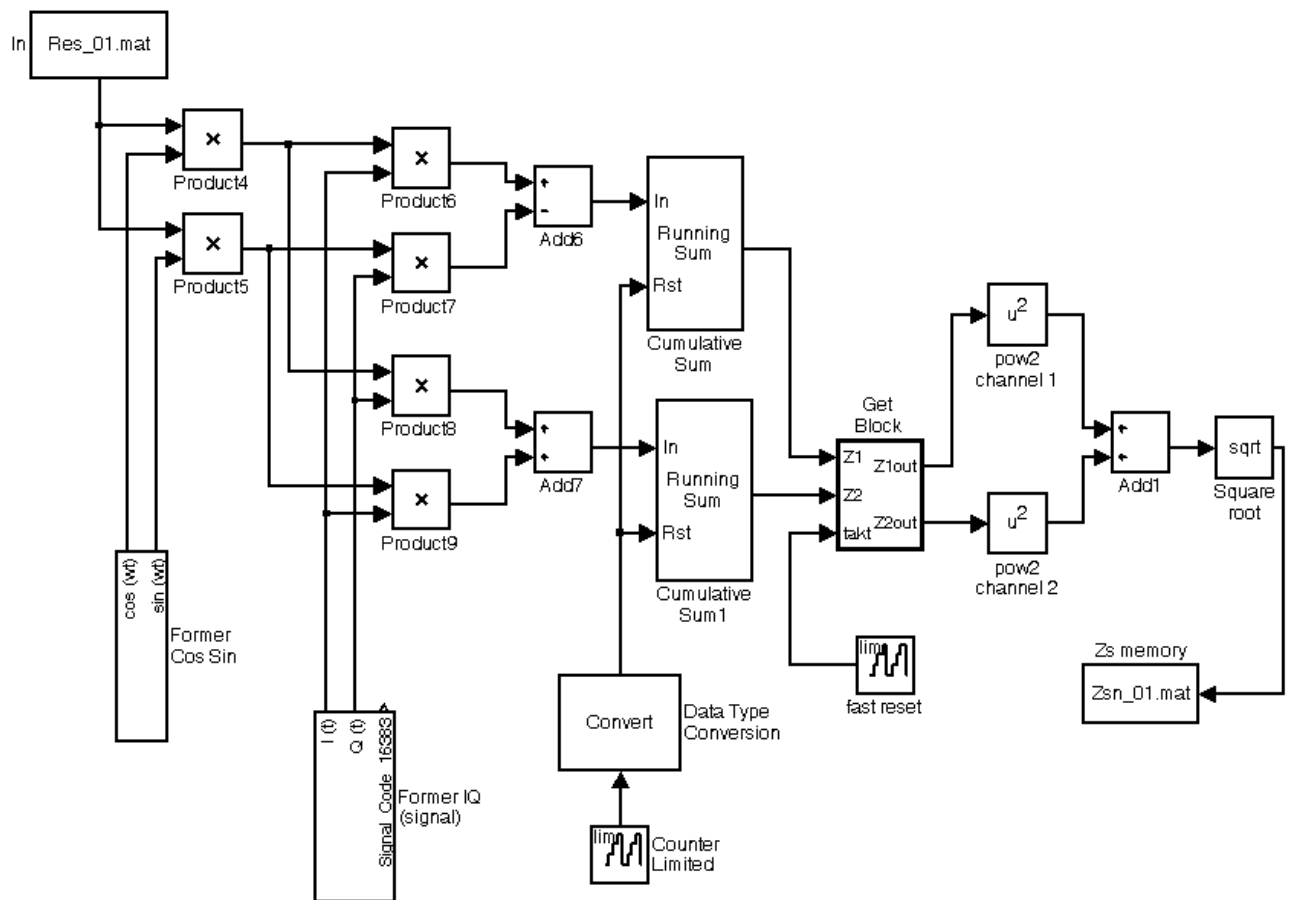 In
Res_01.mat
×
Product4
×
Product5
×
Product6
×
Product7
×
Product8
×
Product9
+
-
Add6
+
+
Add7
In
Running
Sum
Rst
Cumulative
Sum
In
Running
Sum
Rst
Cumulative
Sum1
Get
Block
Z1
Z2
takt
Z1out
Z2out
u²
pow2
channel 1
u²
pow2
channel 2
+
+
Add1
sqrt
Square
root
Zs memory
Zsn_01.mat
lim
fast reset
cos (wt)
sin (wt)
Former
Cos Sin
I (t)
Q (t)
Signal_Code_16383
Former IQ
(signal)
Convert
Data Type
Conversion
lim
Counter
Limited